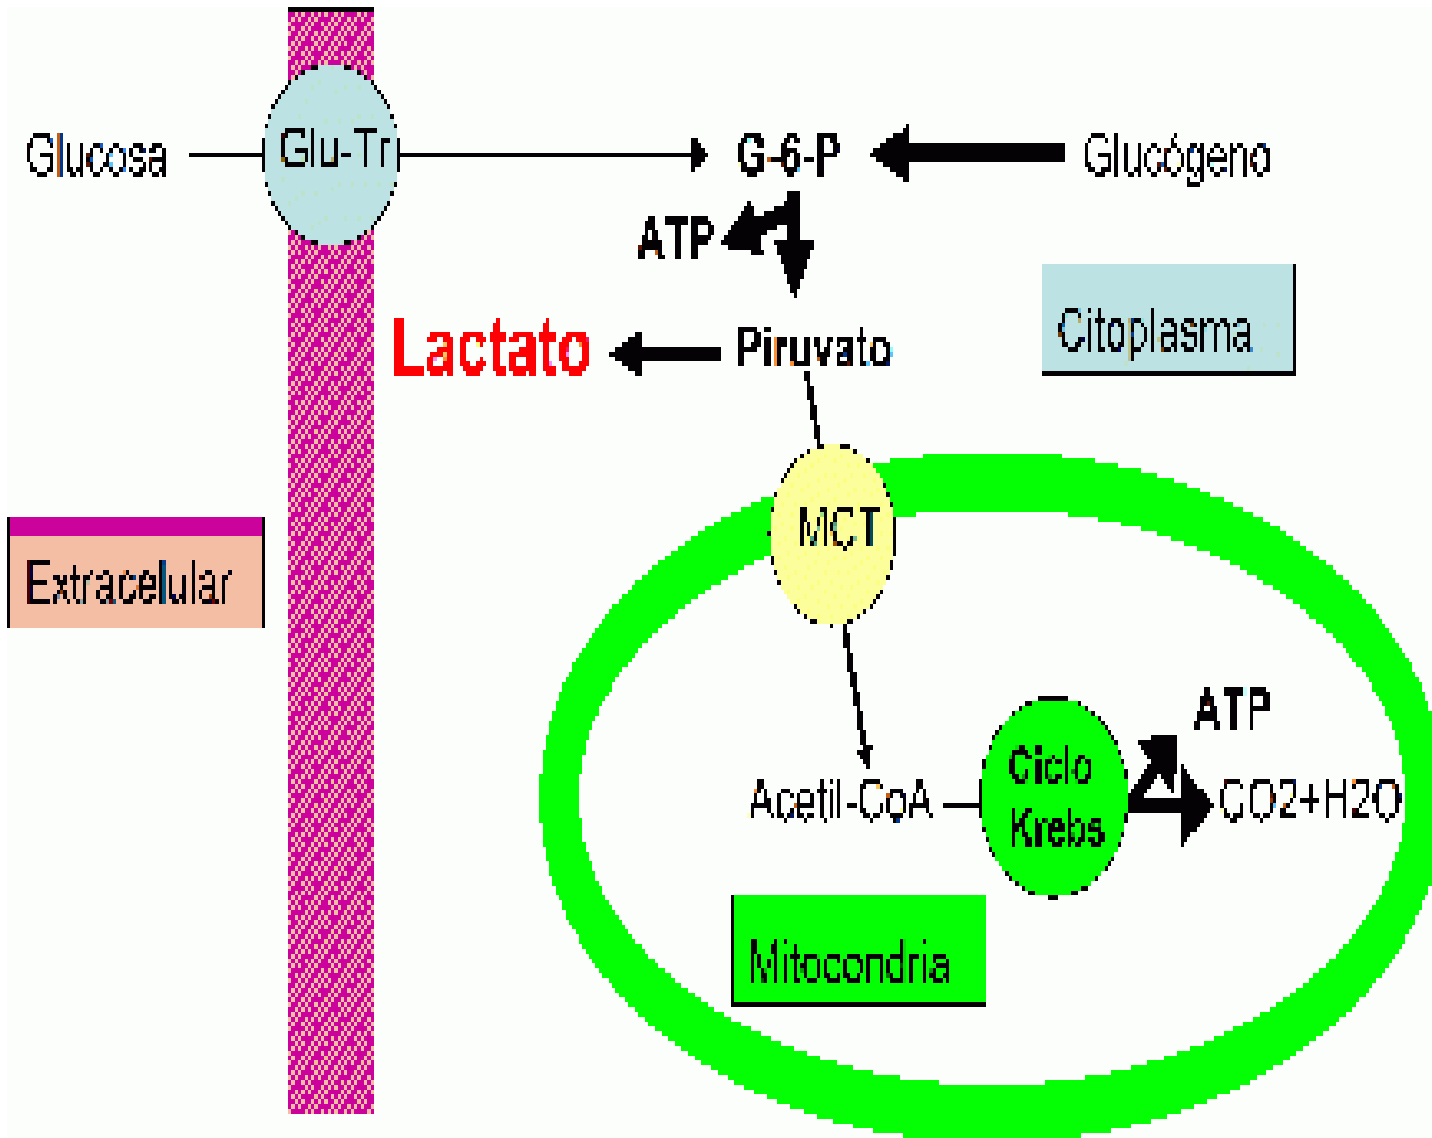 Glucosa
Glu-Tr
G-6-P
Glucógeno
ATP
Lactato
Piruvato
Citoplasma
MCT
Extracelular
ATP
Ciclo
Krebs
Acetil-CoA
CO2+H2O
Mitocondria